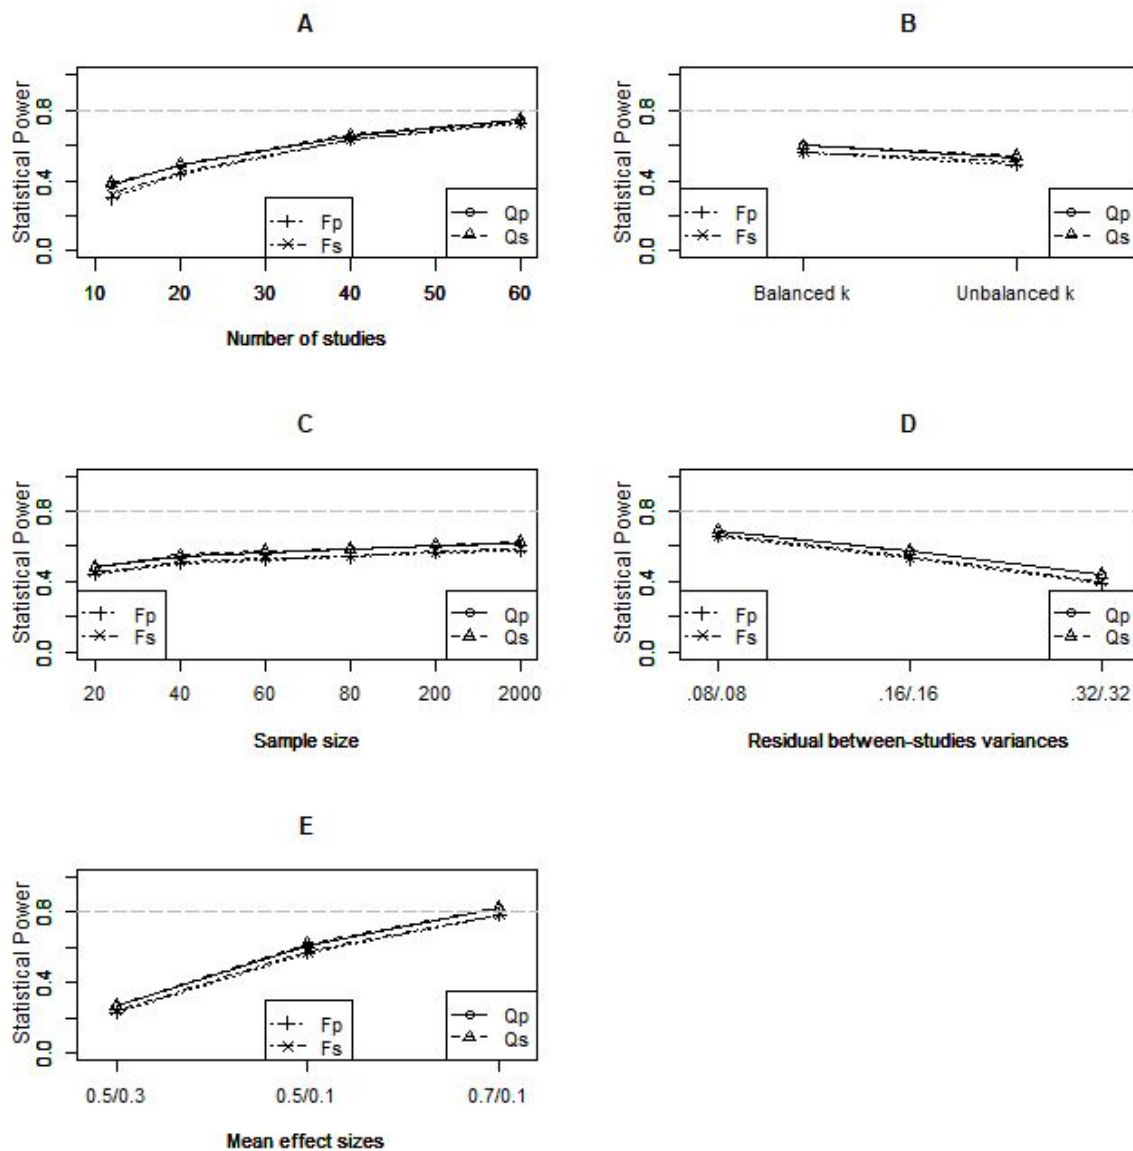 A
Statistical Power
0.8
0.4
0.0
Fp
Fs
Qp
Qs
10 20 30 40 50 60
Number of studies
B
Statistical Power
0.8
0.4
0.0
Fp
Fs
Qp
Qs
Balanced k Unbalanced k
C
Statistical Power
0.8
0.4
0.0
Fp
Fs
Qp
Qs
20 40 60 80 200 2000
Sample size
D
Statistical Power
0.8
0.4
0.0
Fp
Fs
Qp
Qs
.08/.08 .16/.16 .32/.32
Residual between-studies variances
E
Statistical Power
0.8
0.4
0.0
Fp
Fs
Qp
Qs
0.5/0.3 0.5/0.1 0.7/0.1
Mean effect sizes